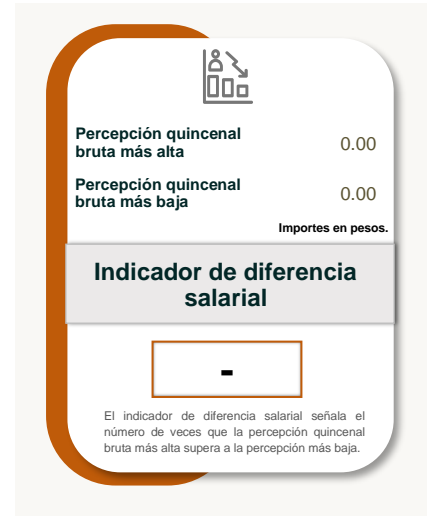 Percepción quincenal
bruta más alta
0.00
Percepción quincenal
bruta más baja
0.00
Importes en pesos.
Indicador de diferencia
salarial
-
El indicador de diferencia salarial señala el
número de veces que la percepción quincenal
bruta más alta supera a la percepción más baja.